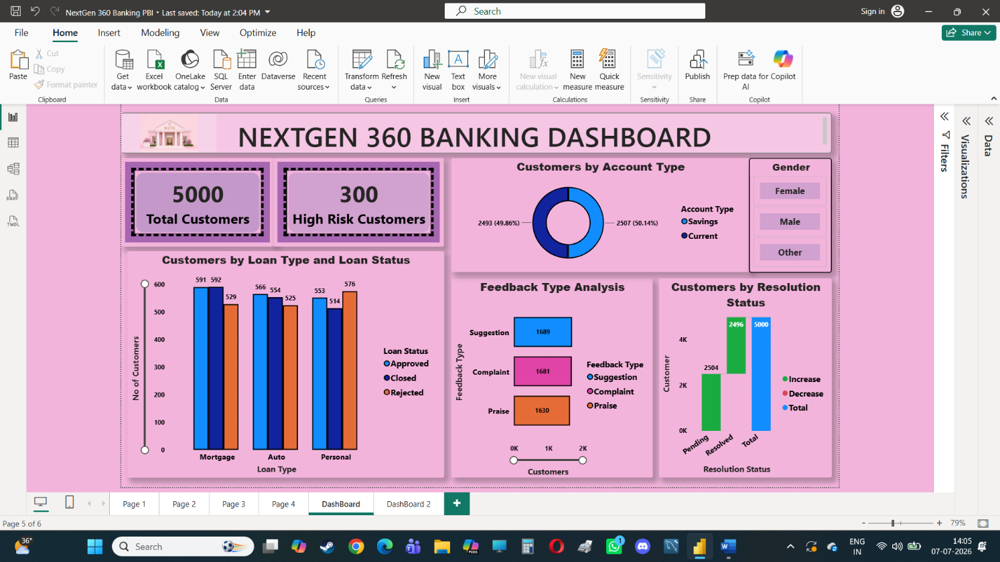 NextGen 360 Banking PBI • Last saved: Today at 2:04 PM
Search
Sign in
File
Home
Insert
Modeling
View
Optimize
Help
Share
Paste
Cut
Copy
Format painter
Clipboard
Get data
Excel workbook
OneLake catalog
SQL Server
Enter data
Dataverse
Recent sources
Data
Transform data
Refresh
Queries
New visual
Text box
More visuals
Insert
New visual calculation
New measure
Quick measure
Calculations
Sensitivity
Sensitivity
Publish
Share
Prep data for AI
Copilot
Copilot
DAX
TMDL
BANK
NEXTGEN 360 BANKING DASHBOARD
5000
Total Customers
300
High Risk Customers
Customers by Account Type
2493 (49.86%)
2507 (50.14%)
Account Type
Savings
Current
Gender
Female
Male
Other
Filters
Visualizations
Data
Customers by Loan Type and Loan Status
No of Customers
600
500
400
300
200
100
0
591
592
529
566
554
525
553
514
576
Mortgage
Auto
Personal
Loan Type
Loan Status
Approved
Closed
Rejected
Feedback Type Analysis
Feedback Type
Suggestion
1689
Complaint
1681
Praise
1630
0K
1K
2K
Customers
Feedback Type
Suggestion
Complaint
Praise
Customers by Resolution
Status
Customer
4K
2K
0K
2504
2496
5000
Pending
Resolved
Total
Resolution Status
Increase
Decrease
Total
Page 1
Page 2
Page 3
Page 4
DashBoard
DashBoard 2
Page 5 of 6
79%
36°
Search
M365
1
ENG
IN
14:05
07-07-2026